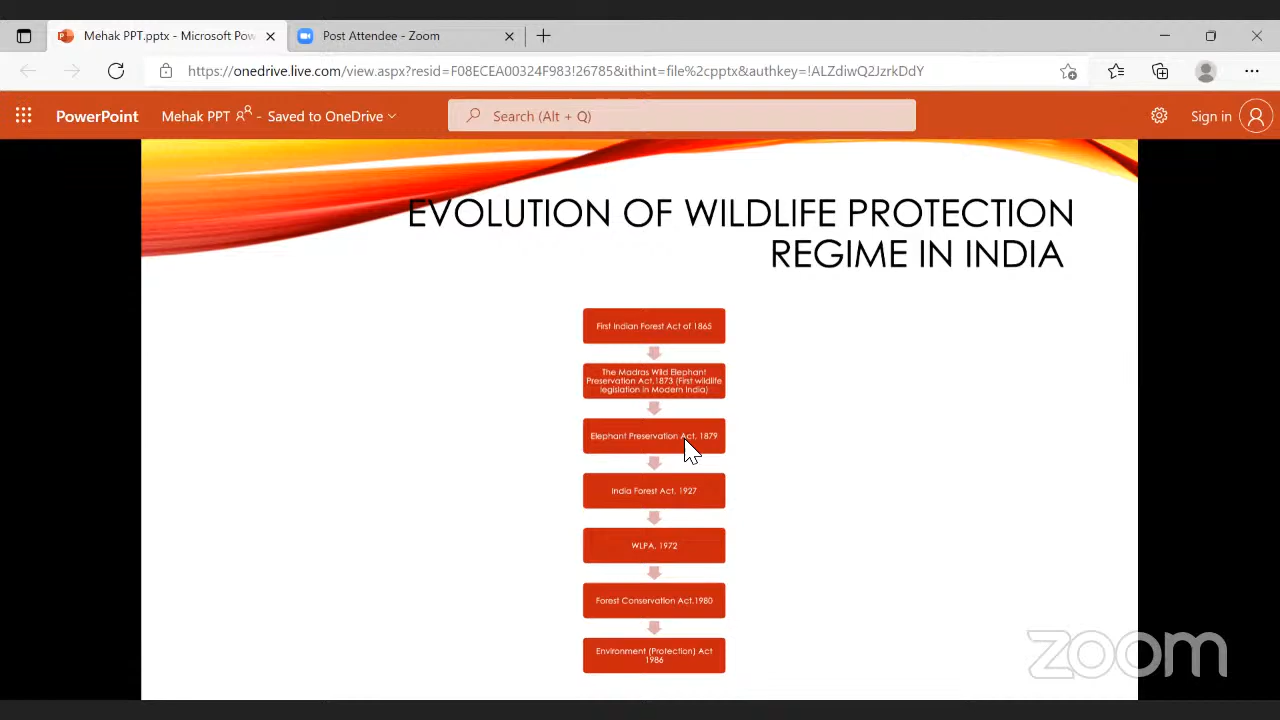 Mehak PPT.pptx - Microsoft Pow
Post Attendee - Zoom
https://onedrive.live.com/view.aspx?resid=F08ECEA00324F983!26785&ithint=file%2cpptx&authkey=!ALZdiwQ2JzrkDdY
PowerPoint
Mehak PPT - Saved to OneDrive
Search (Alt + Q)
Sign in
EVOLUTION OF WILDLIFE PROTECTION
REGIME IN INDIA
First Indian Forest Act of 1865
The Madras Wild Elephant
Preservation Act,1873 (First wildlife
legislation in Modern India)
Elephant Preservation Act, 1879
India Forest Act, 1927
WLPA, 1972
Forest Conservation Act,1980
Environment (Protection) Act
1986
zoom